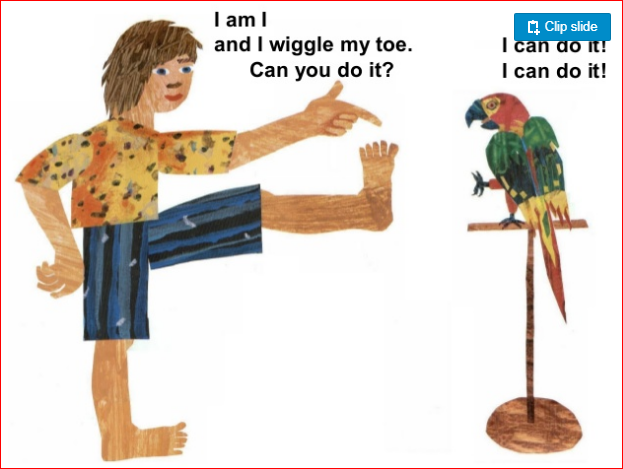 I am I
and I wiggle my toe.
Can you do it?
Clip slide
I can do it!
I can do it!